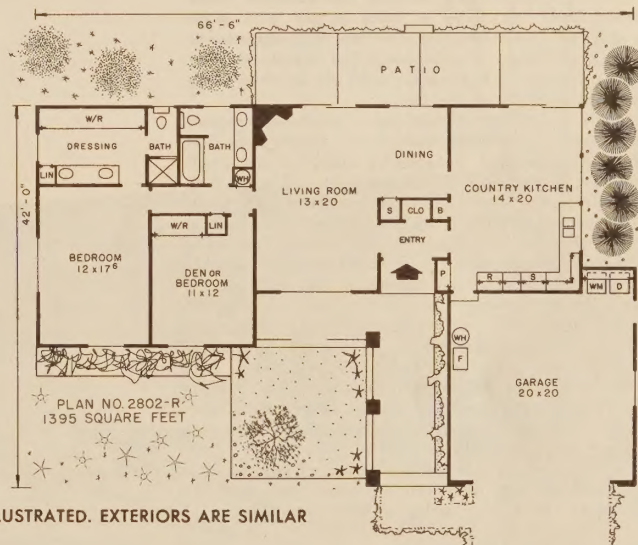 66'-6"
PATIO
W/R
DRESSING
BATH
BATH
LIN
WH
DINING
LIVING ROOM
13 x 20
COUNTRY KITCHEN
14 x 20
S
CLO
B
42'-0"
W/R
LIN
ENTRY
BEDROOM
12 x 17⁶
DEN OR
BEDROOM
11 x 12
P
R
S
WM
D
WH
F
GARAGE
20 x 20
PLAN NO. 2802-R
1395 SQUARE FEET
LUSTRATED. EXTERIORS ARE SIMILAR